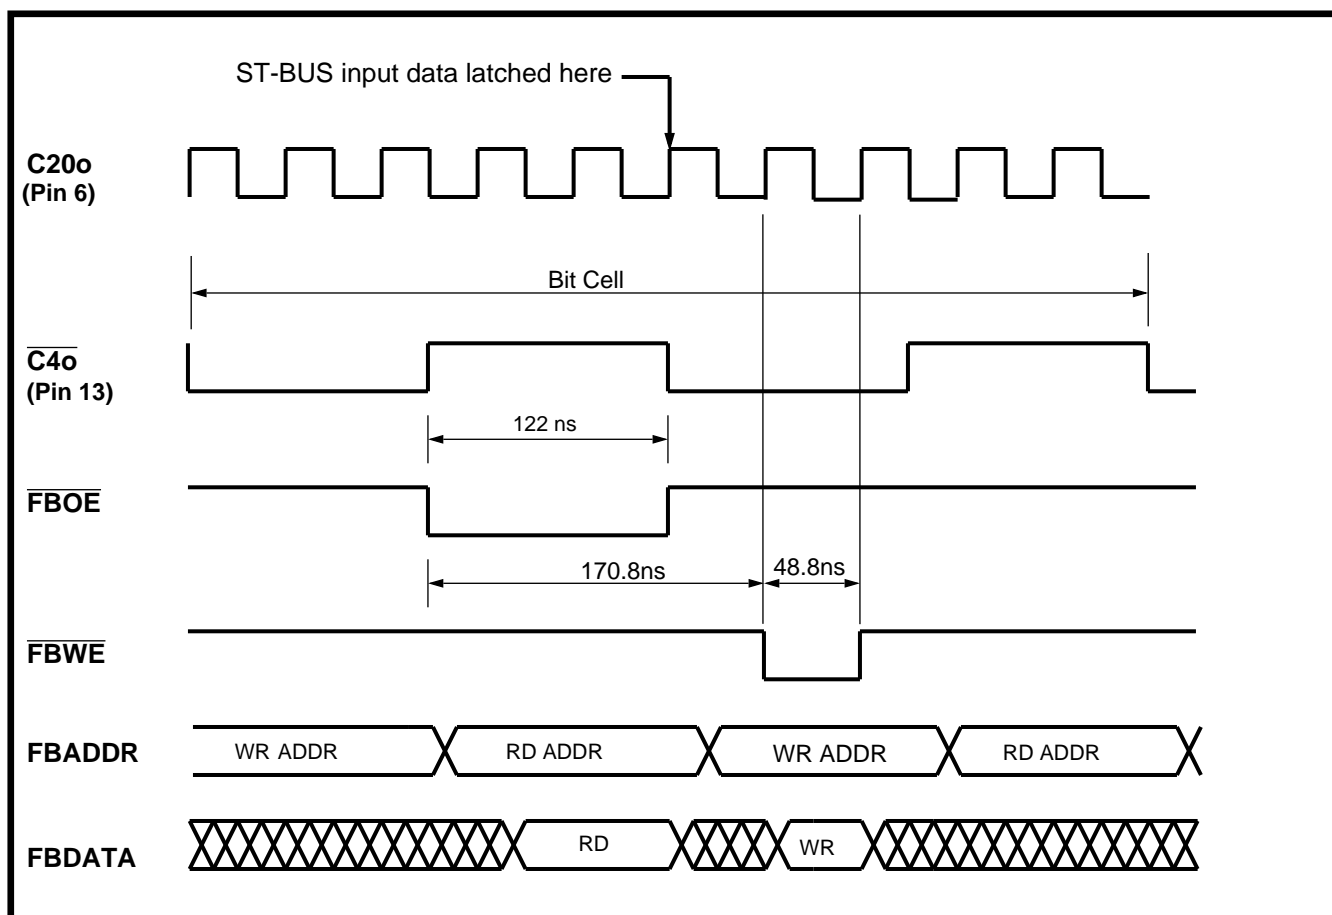 ST-BUS input data latched here
C20o
(Pin 6)
Bit Cell
C4o
(Pin 13)
122 ns
FBOE
170.8ns
48.8ns
FBWE
FBADDR
WR ADDR
RD ADDR
WR ADDR
RD ADDR
FBDATA
RD
WR